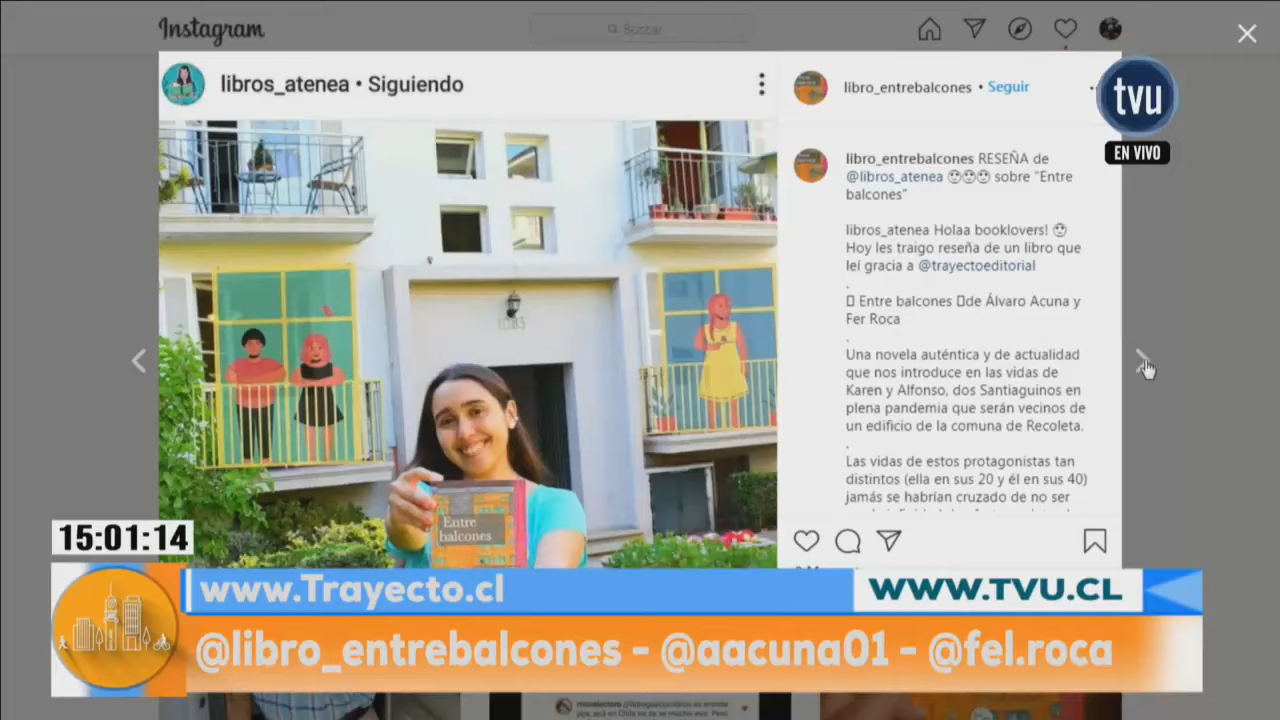 Instagram
Buscar
libros_atenea • Siguiendo
libro_entrebalcones • Seguir
tvu
EN VIVO
libro_entrebalcones RESEÑA de
@libros_atenea sobre "Entre
balcones"
libros_atenea Holaa booklovers!
Hoy les traigo reseña de un libro que
leí gracia a @trayectoeditorial
.
Entre balcones de Álvaro Acuna y
Fer Roca
.
Una novela auténtica y de actualidad
que nos introduce en las vidas de
Karen y Alfonso, dos Santiaguinos en
plena pandemia que serán vecinos de
un edificio de la comuna de Recoleta.
.
Las vidas de estos protagonistas tan
distintos (ella en sus 20 y él en sus 40)
jamás se habrían cruzado de no ser
Entre
balcones
15:01:14
www.Trayecto.cl
WWW.TVU.CL
@libro_entrebalcones - @aacuna01 - @fel.roca